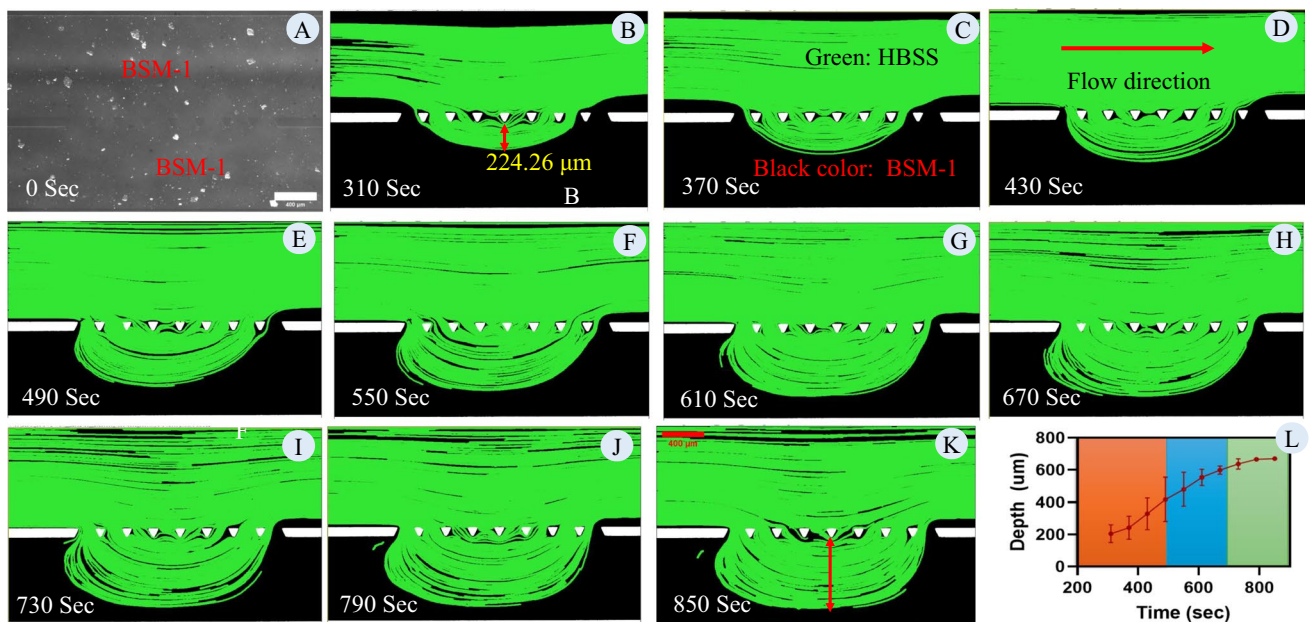 A
BSM-1
BSM-1
0 Sec
400 µm
B
224.26 µm
310 Sec
B
C
Green: HBSS
Black color: BSM-1
370 Sec
D
Flow direction
430 Sec
E
490 Sec
F
550 Sec
G
610 Sec
H
670 Sec
F
I
730 Sec
J
790 Sec
400 µm
K
850 Sec
L
800
600
400
200
0
Depth (um)
200 400 600 800
Time (sec)